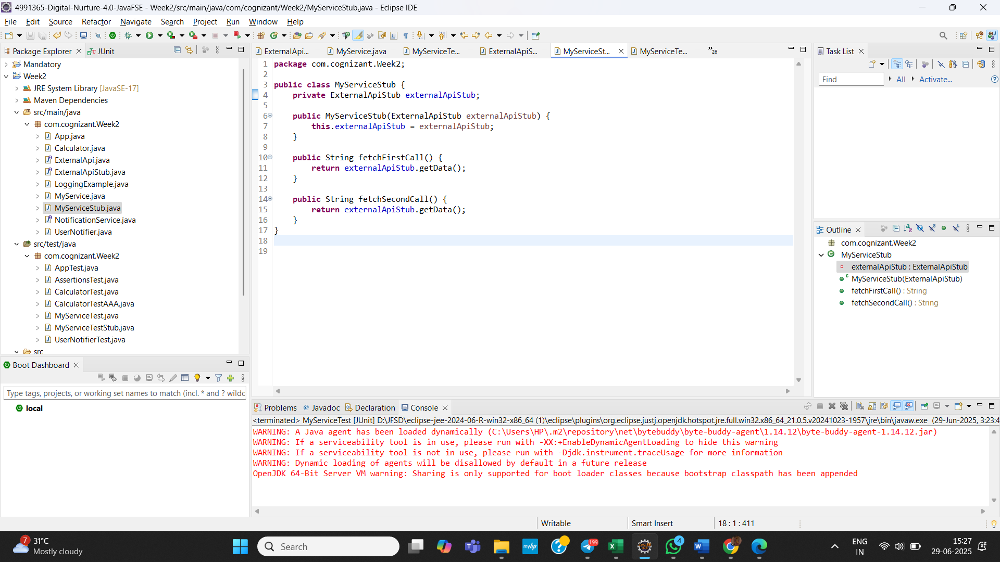 4991365-Digital-Nurture-4.0-JavaFSE - Week2/src/main/java/com/cognizant/Week2/MyServiceStub.java - Eclipse IDE
File Edit Source Refactor Navigate Search Project Run Window Help
Package Explorer JUnit
Mandatory
Week2
JRE System Library [JavaSE-17]
Maven Dependencies
src/main/java
com.cognizant.Week2
App.java
Calculator.java
ExternalApi.java
ExternalApiStub.java
LoggingExample.java
MyService.java
MyServiceStub.java
NotificationService.java
UserNotifier.java
src/test/java
com.cognizant.Week2
AppTest.java
AssertionsTest.java
CalculatorTest.java
CalculatorTestAAA.java
MyServiceTest.java
MyServiceTestStub.java
UserNotifierTest.java
src
Boot Dashboard
Type tags, projects, or working set names to match (incl. * and ? wildc
local
ExternalApi... MyService.java MyServiceTe... ExternalApiS... MyServiceSt... MyServiceTe... »26
1 package com.cognizant.Week2;
2
3 public class MyServiceStub {
4     private ExternalApiStub externalApiStub;
5
6     public MyServiceStub(ExternalApiStub externalApiStub) {
7         this.externalApiStub = externalApiStub;
8     }
9
10     public String fetchFirstCall() {
11         return externalApiStub.getData();
12     }
13
14     public String fetchSecondCall() {
15         return externalApiStub.getData();
16     }
17 }
18
19
Task List
Find All Activate...
Outline
com.cognizant.Week2
MyServiceStub
externalApiStub : ExternalApiStub
MyServiceStub(ExternalApiStub)
fetchFirstCall() : String
fetchSecondCall() : String
Problems @ Javadoc Declaration Console
<terminated> MyServiceTest [JUnit] D:\JFSD\eclipse-jee-2024-06-R-win32-x86_64 (1)\eclipse\plugins\org.eclipse.justj.openjdk.hotspot.jre.full.win32.x86_64_21.0.5.v20241023-1957\jre\bin\javaw.exe (29-Jun-2025, 3:23:4
WARNING: A Java agent has been loaded dynamically (C:\Users\HP\.m2\repository\net\bytebuddy\byte-buddy-agent\1.14.12\byte-buddy-agent-1.14.12.jar)
WARNING: If a serviceability tool is in use, please run with -XX:+EnableDynamicAgentLoading to hide this warning
WARNING: If a serviceability tool is not in use, please run with -Djdk.instrument.traceUsage for more information
WARNING: Dynamic loading of agents will be disallowed by default in a future release
OpenJDK 64-Bit Server VM warning: Sharing is only supported for boot loader classes because bootstrap classpath has been appended
Writable Smart Insert 18 : 1 : 411
7 31°C
Mostly cloudy
Search
myhp
199
4
ENG
IN
15:27
29-06-2025